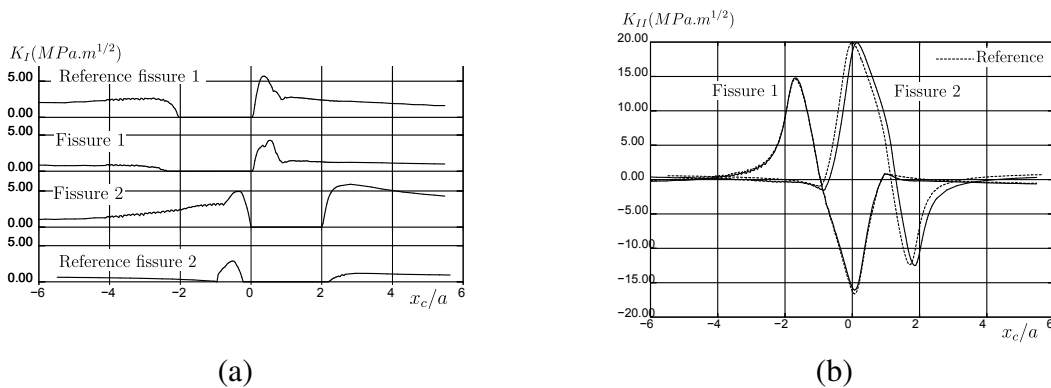 K_I(MPa.m^{1/2})
5.00
Reference fissure 1
0.00
5.00
Fissure 1
0.00
5.00
Fissure 2
0.00
5.00
Reference fissure 2
0.00
−6 −4 −2 0 2 4 6
x_c/a
(a)
K_{II}(MPa.m^{1/2})
20.00
Reference
15.00
Fissure 1
Fissure 2
10.00
5.00
0.00
−5.00
−10.00
−15.00
−20.00
−6 −4 −2 0 2 4 6
x_c/a
(b)